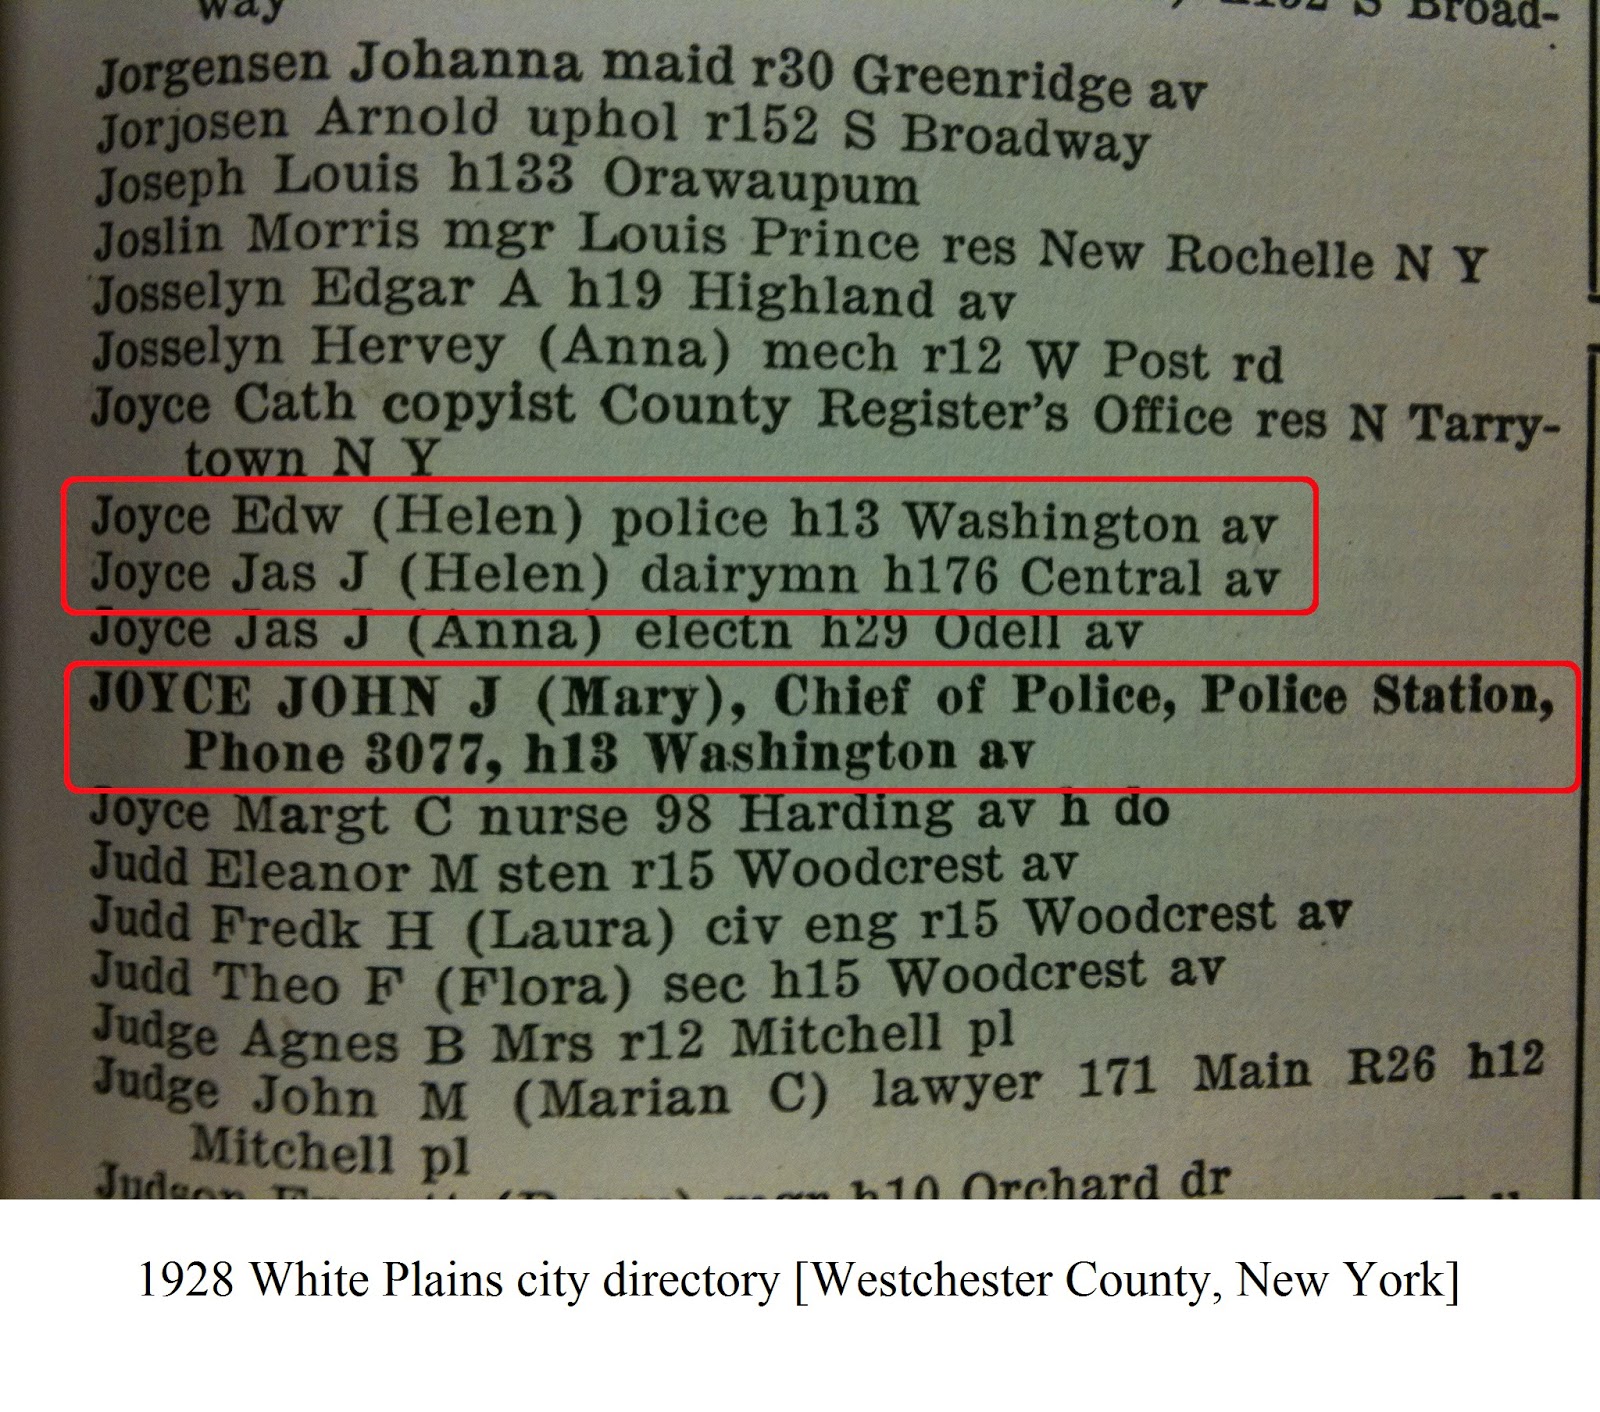 way
S Broad-
Jorgensen Johanna maid r30 Greenridge av
Jorjosen Arnold uphol r152 S Broadway
Joseph Louis h133 Orawaupum
Joslin Morris mgr Louis Prince res New Rochelle N Y
Josselyn Edgar A h19 Highland av
Josselyn Hervey (Anna) mech r12 W Post rd
Joyce Cath copyist County Register's Office res N Tarry-
town N Y
Joyce Edw (Helen) police h13 Washington av
Joyce Jas J (Helen) dairymn h176 Central av
Joyce Jas J (Anna) electn h29 Odell av
JOYCE JOHN J (Mary), Chief of Police, Police Station,
Phone 3077, h13 Washington av
Joyce Margt C nurse 98 Harding av h do
Judd Eleanor M sten r15 Woodcrest av
Judd Fredk H (Laura) civ eng r15 Woodcrest av
Judd Theo F (Flora) sec h15 Woodcrest av
Judge Agnes B Mrs r12 Mitchell pl
Judge John M (Marian C) lawyer 171 Main R26 h12
Mitchell pl
Judson mgr h10 Orchard dr
1928 White Plains city directory [Westchester County, New York]